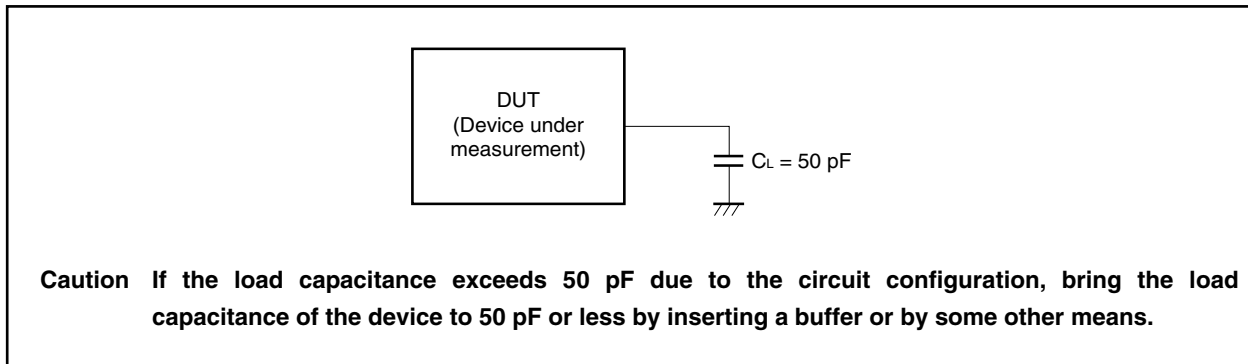 DUT
(Device under
measurement)
CL = 50 pF
Caution If the load capacitance exceeds 50 pF due to the circuit configuration, bring the load
capacitance of the device to 50 pF or less by inserting a buffer or by some other means.